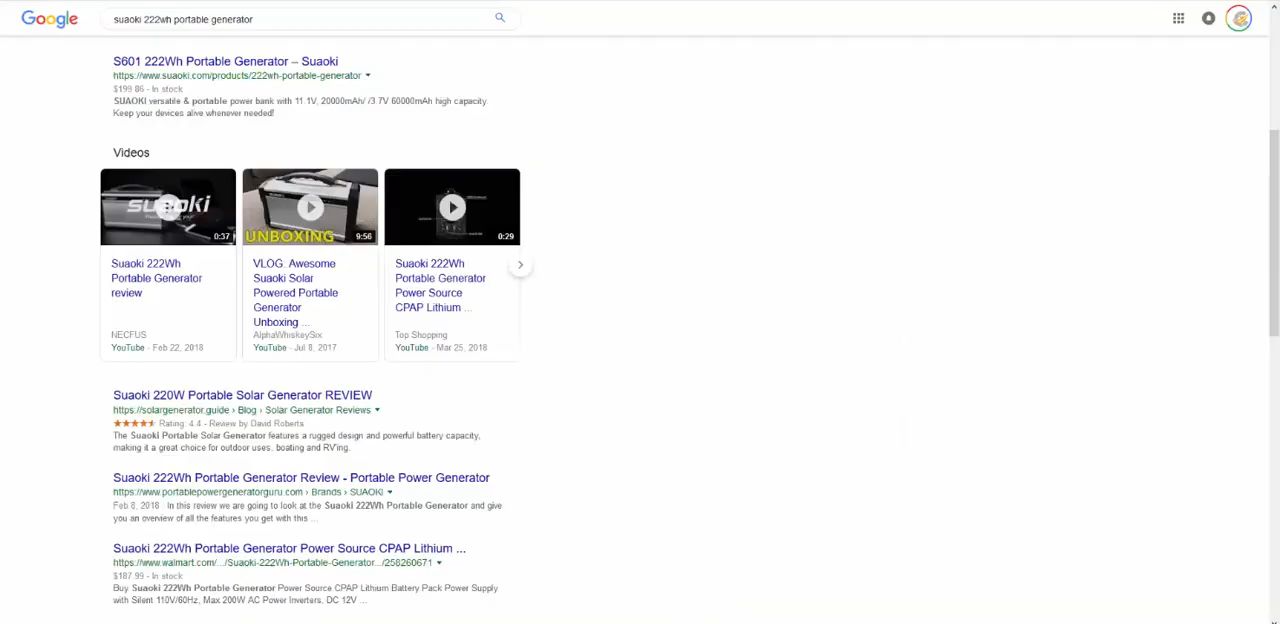 Google
suaoki 222wh portable generator
S601 222Wh Portable Generator – Suaoki
https://www.suaoki.com/products/222wh-portable-generator
$199.86 - In stock
SUAOKI versatile & portable power bank with 11.1V, 20000mAh/ /3.7V 60000mAh high capacity.
Keep your devices alive whenever needed!
Videos
suaoki
0:37
UNBOXING
9:56
0:29
Suaoki 222Wh
Portable Generator
review
NECFUS
YouTube - Feb 22, 2018
VLOG. Awesome
Suaoki Solar
Powered Portable
Generator
Unboxing ...
AlphaWhiskeySix
YouTube - Jul 8, 2017
Suaoki 222Wh
Portable Generator
Power Source
CPAP Lithium ...
Top Shopping
YouTube - Mar 25, 2018
Suaoki 220W Portable Solar Generator REVIEW
https://solargenerator.guide › Blog › Solar Generator Reviews
Rating: 4.4 - Review by David Roberts
The Suaoki Portable Solar Generator features a rugged design and powerful battery capacity,
making it a great choice for outdoor uses, boating and RV'ing.
Suaoki 222Wh Portable Generator Review - Portable Power Generator
https://www.portablepowergeneratorguru.com › Brands › SUAOKI
Feb 8, 2018 - In this review we are going to look at the Suaoki 222Wh Portable Generator and give
you an overview of all the features you get with this ...
Suaoki 222Wh Portable Generator Power Source CPAP Lithium ...
https://www.walmart.com/.../Suaoki-222Wh-Portable-Generator.../258260671
$187.99 - In stock
Buy Suaoki 222Wh Portable Generator Power Source CPAP Lithium Battery Pack Power Supply
with Silent 110V/60Hz, Max 200W AC Power Inverters, DC 12V ...